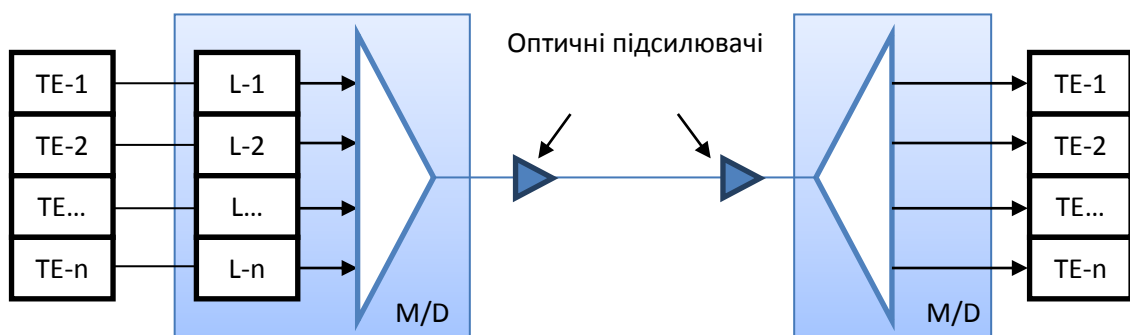 Оптичні підсилювачі
TE-1
L-1
TE-1
TE-2
L-2
TE-2
TE...
L...
TE...
TE-n
L-n
TE-n
M/D
M/D